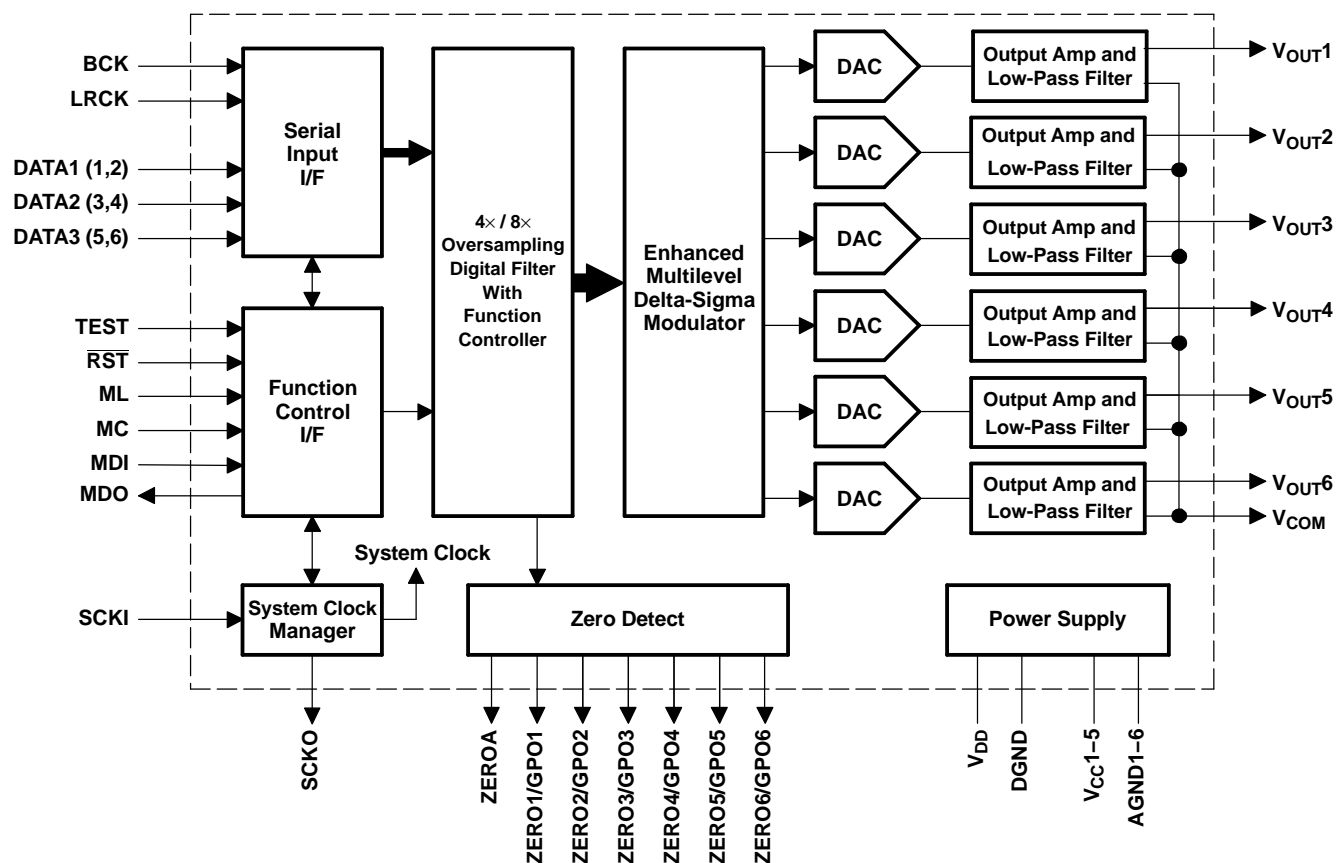 BCK
LRCK
DATA1 (1,2)
DATA2 (3,4)
DATA3 (5,6)
Serial
Input
I/F
TEST
RST
ML
MC
MDI
MDO
Function
Control
I/F
SCKI
System Clock
Manager
System Clock
SCKO
4× / 8×
Oversampling
Digital Filter
With
Function
Controller
Enhanced
Multilevel
Delta-Sigma
Modulator
DAC
Output Amp and
Low-Pass Filter
VOUT1
DAC
Output Amp and
Low-Pass Filter
VOUT2
DAC
Output Amp and
Low-Pass Filter
VOUT3
DAC
Output Amp and
Low-Pass Filter
VOUT4
DAC
Output Amp and
Low-Pass Filter
VOUT5
DAC
Output Amp and
Low-Pass Filter
VOUT6
VCOM
Zero Detect
ZEROA
ZERO1/GPO1
ZERO2/GPO2
ZERO3/GPO3
ZERO4/GPO4
ZERO5/GPO5
ZERO6/GPO6
Power Supply
VDD
DGND
VCC1–5
AGND1–6